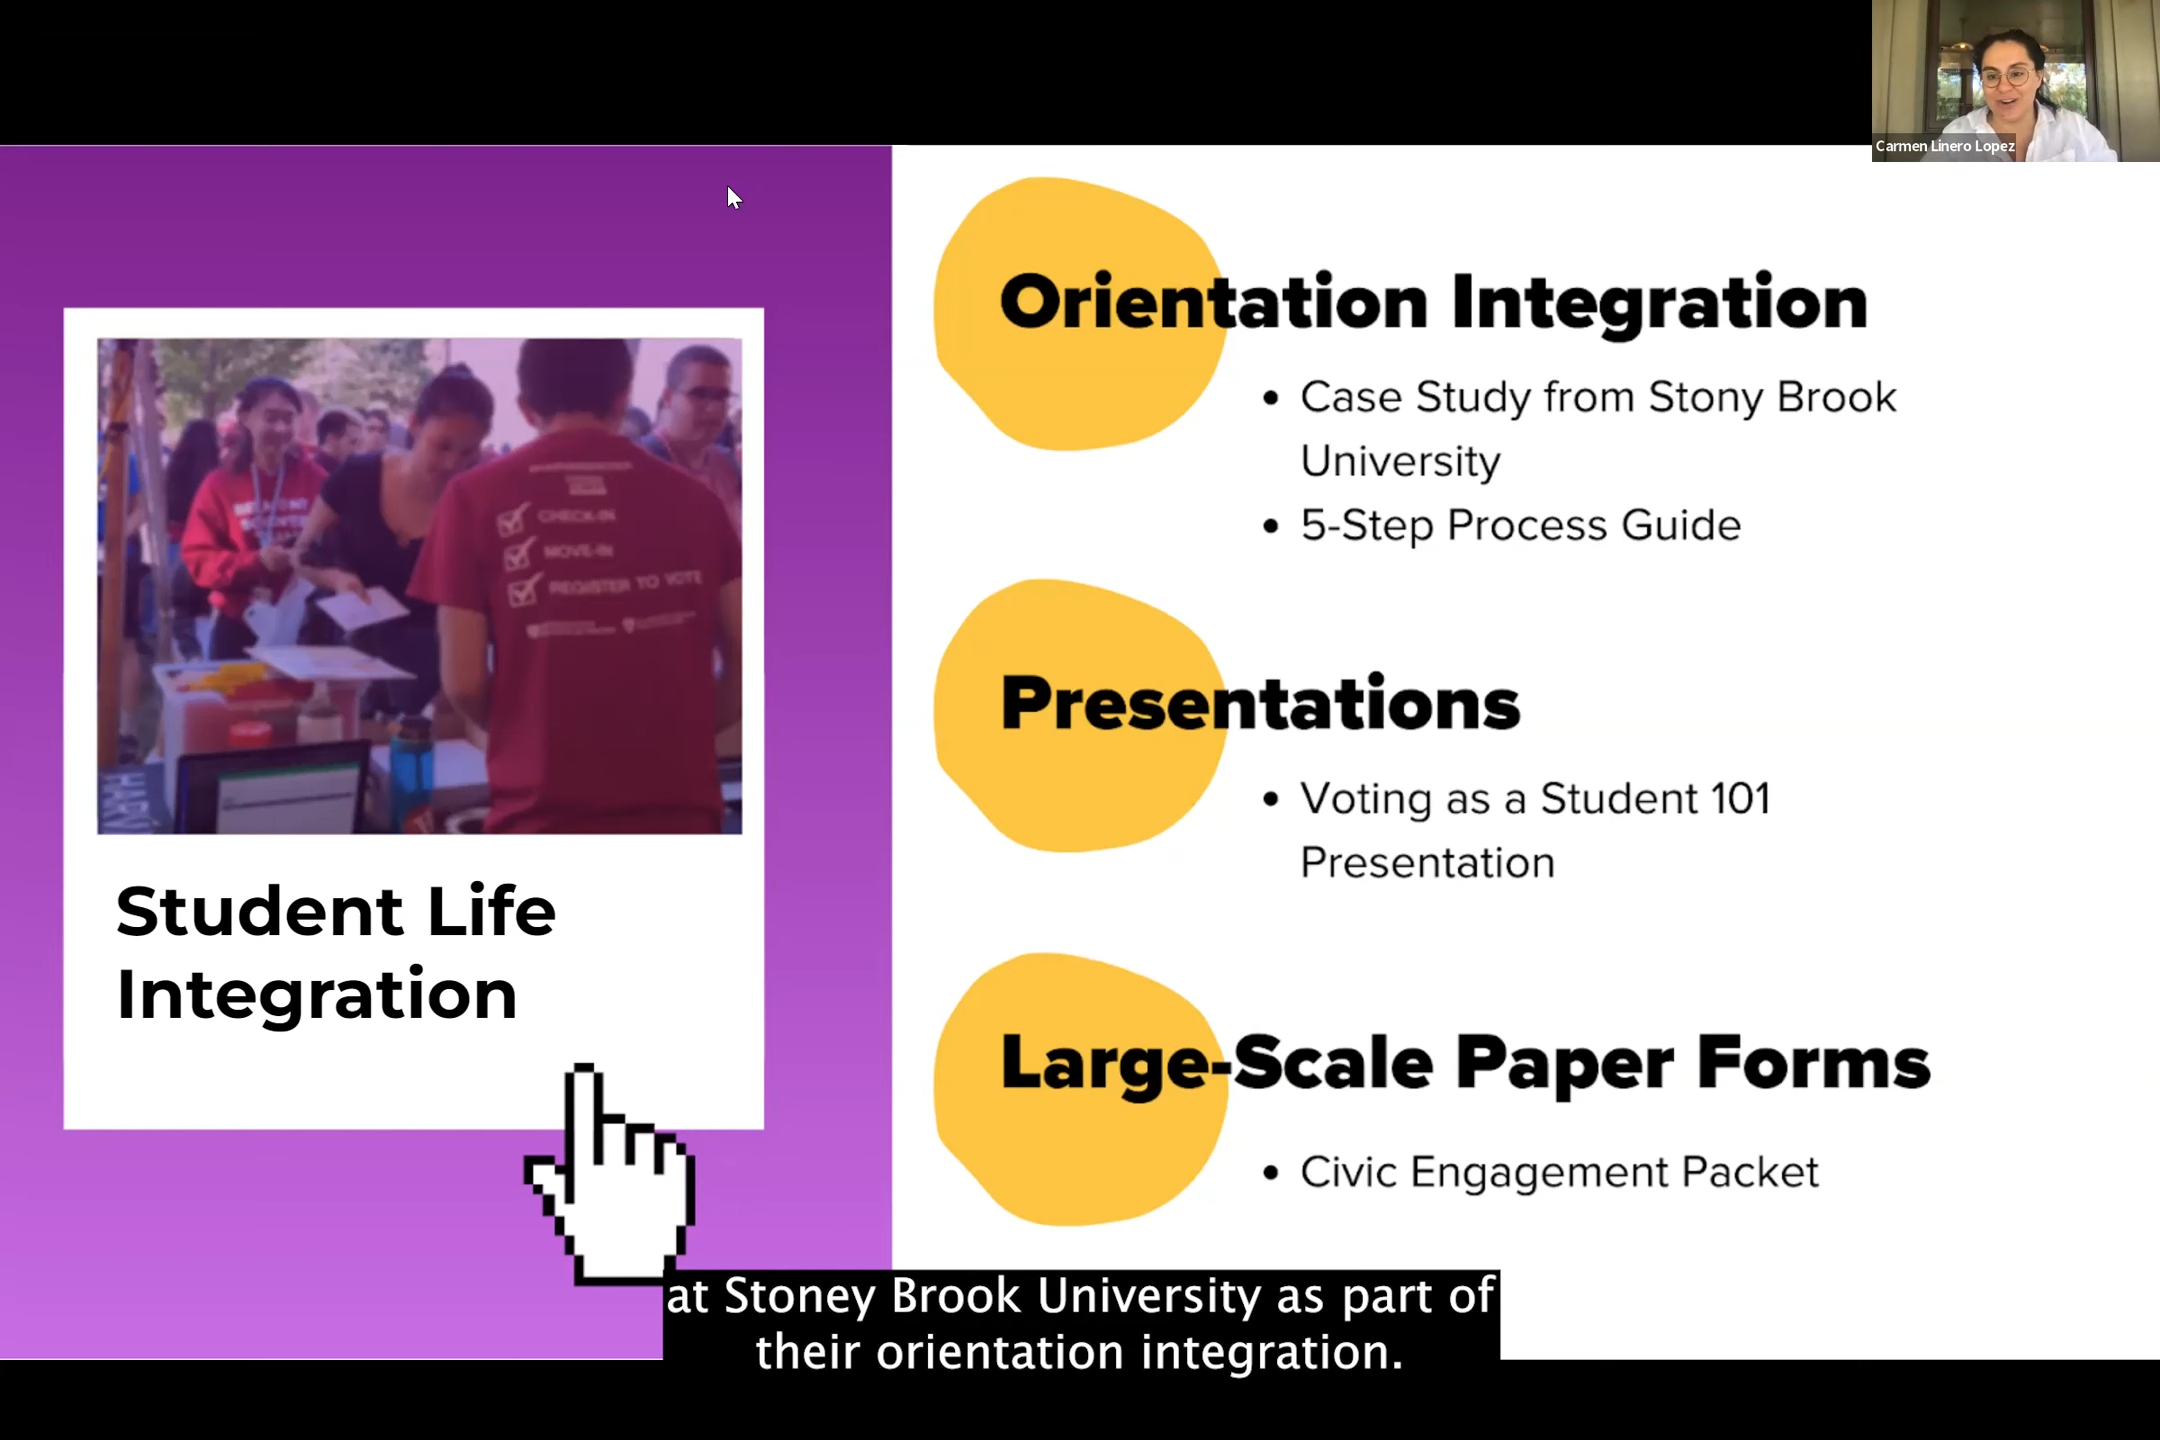 Carmen Linero Lopez
Orientation Integration
• Case Study from Stony Brook
University
• 5-Step Process Guide
Presentations
• Voting as a Student 101
Presentation
Large-Scale Paper Forms
• Civic Engagement Packet
CHECK-IN
MOVE-IN
REGISTER TO VOTE
Student Life
Integration
at Stoney Brook University as part of
their orientation integration.